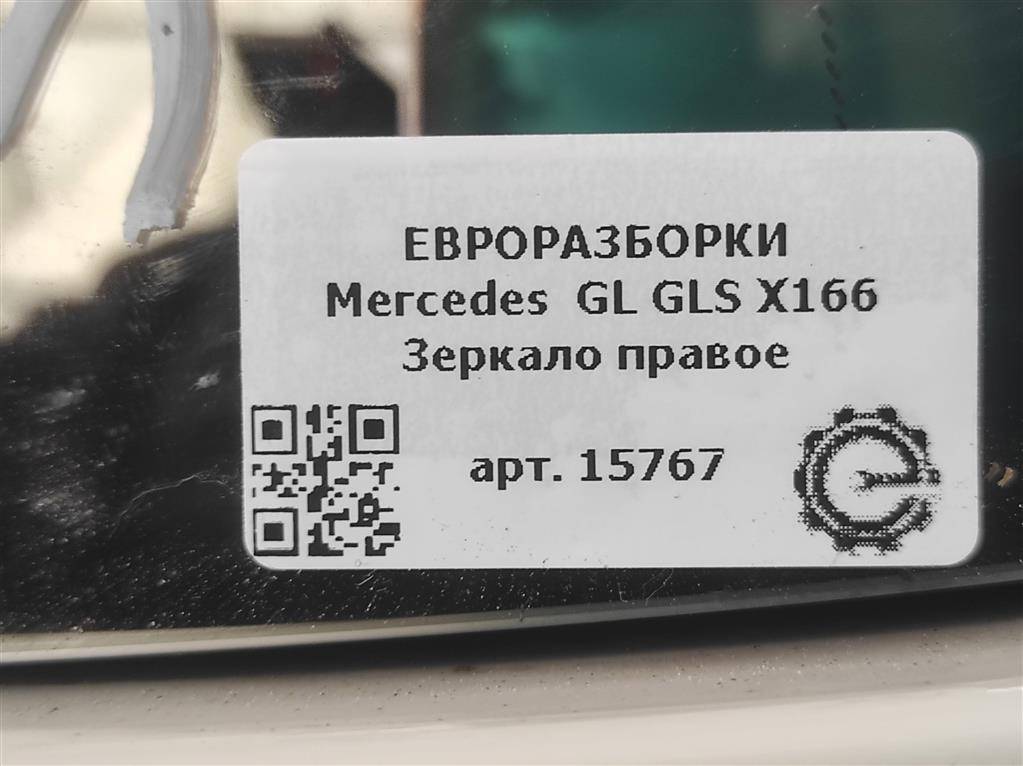 ЕВРОРАЗБОРКИ
Mercedes GL GLS X166
Зеркало правое
арт. 15767